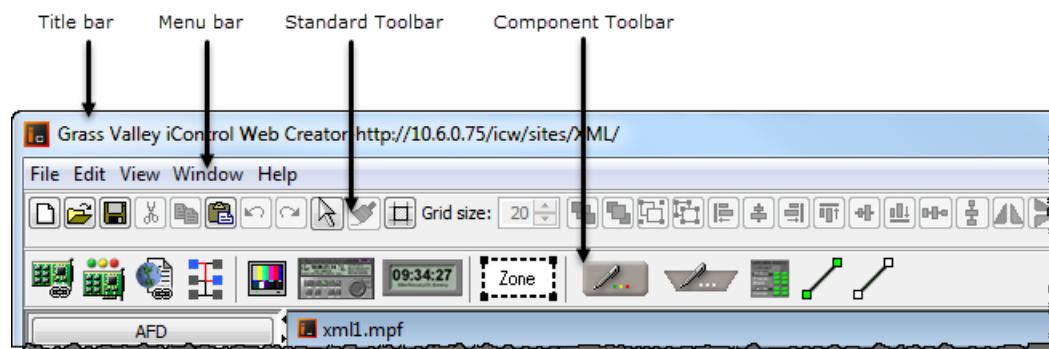 Title bar Menu bar Standard Toolbar Component Toolbar
Grass Valley iControl Web Creator-http://10.6.0.75/icw/sites/XML/
File Edit View Window Help
Grid size: 20
09:34:27 Zone
AFD xml1.mpf